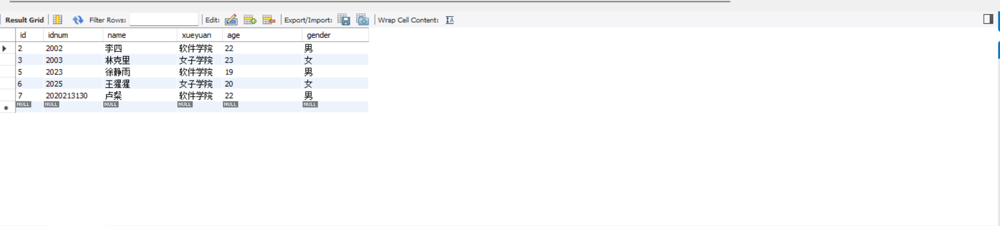 Result Grid Filter Rows: Edit: Export/Import: Wrap Cell Content: IA
id idnum name xueyuan age gender
2 2002 李四 软件学院 22 男
3 2003 林克里 女子学院 23 女
5 2023 徐静雨 软件学院 19 男
6 2025 王猩猩 女子学院 20 女
7 2020213130 卢粲 软件学院 22 男
NULL NULL NULL NULL NULL NULL